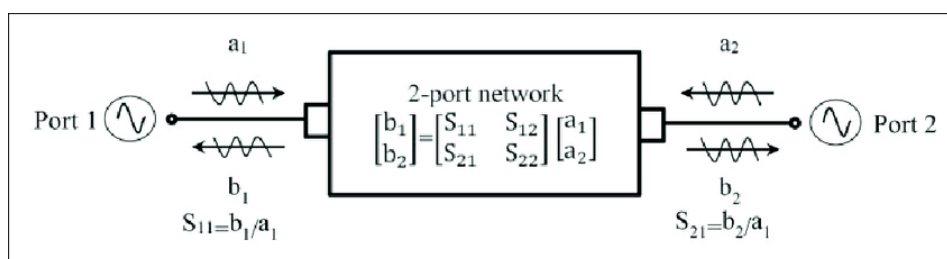 a₁
a₂
Port 1
2-port network
[b₁ b₂]=[S₁₁ S₁₂ S₂₁ S₂₂][a₁ a₂]
Port 2
b₁
b₂
S₁₁=b₁/a₁
S₂₁=b₂/a₁